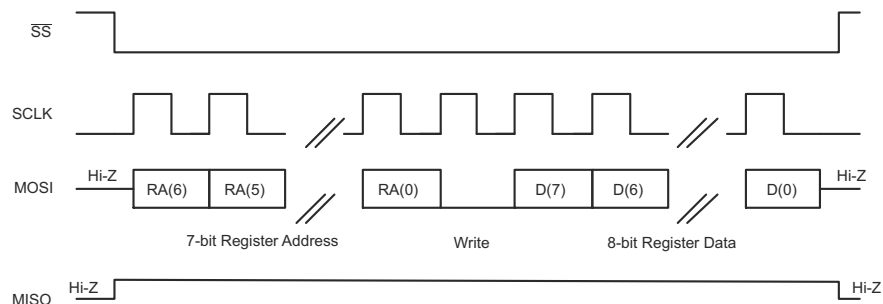 SS
SCLK
Hi-Z
MOSI
RA(6) RA(5) RA(0) D(7) D(6) D(0)
Hi-Z
7-bit Register Address Write 8-bit Register Data
Hi-Z
MISO
Hi-Z